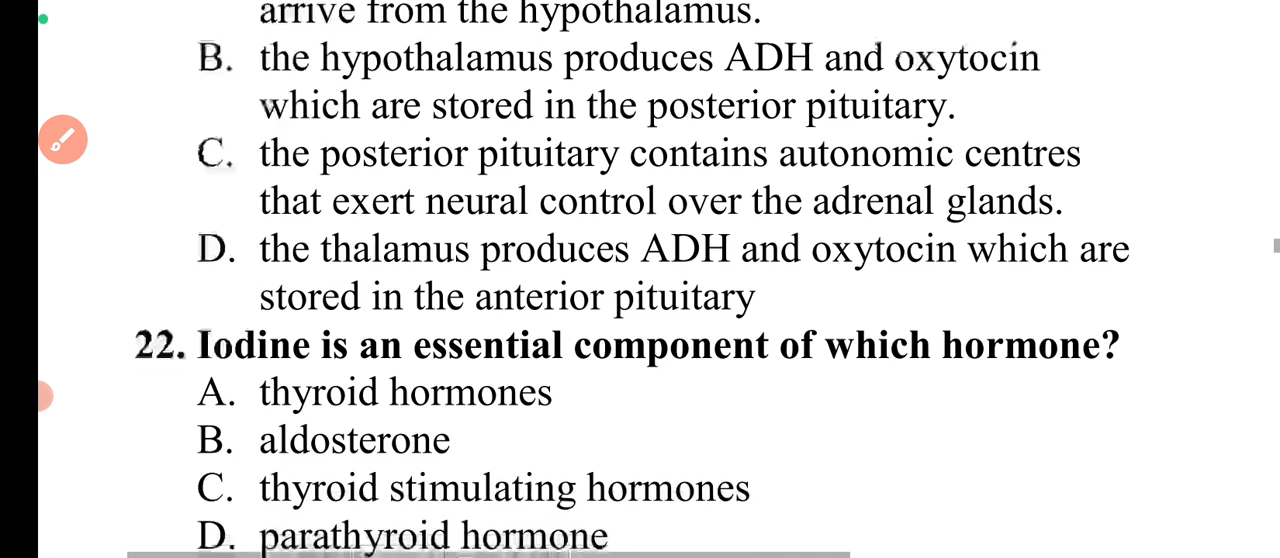 arrive from the hypothalamus.
B. the hypothalamus produces ADH and oxytocin
which are stored in the posterior pituitary.
C. the posterior pituitary contains autonomic centres
that exert neural control over the adrenal glands.
D. the thalamus produces ADH and oxytocin which are
stored in the anterior pituitary
22. Iodine is an essential component of which hormone?
A. thyroid hormones
B. aldosterone
C. thyroid stimulating hormones
D. parathyroid hormone